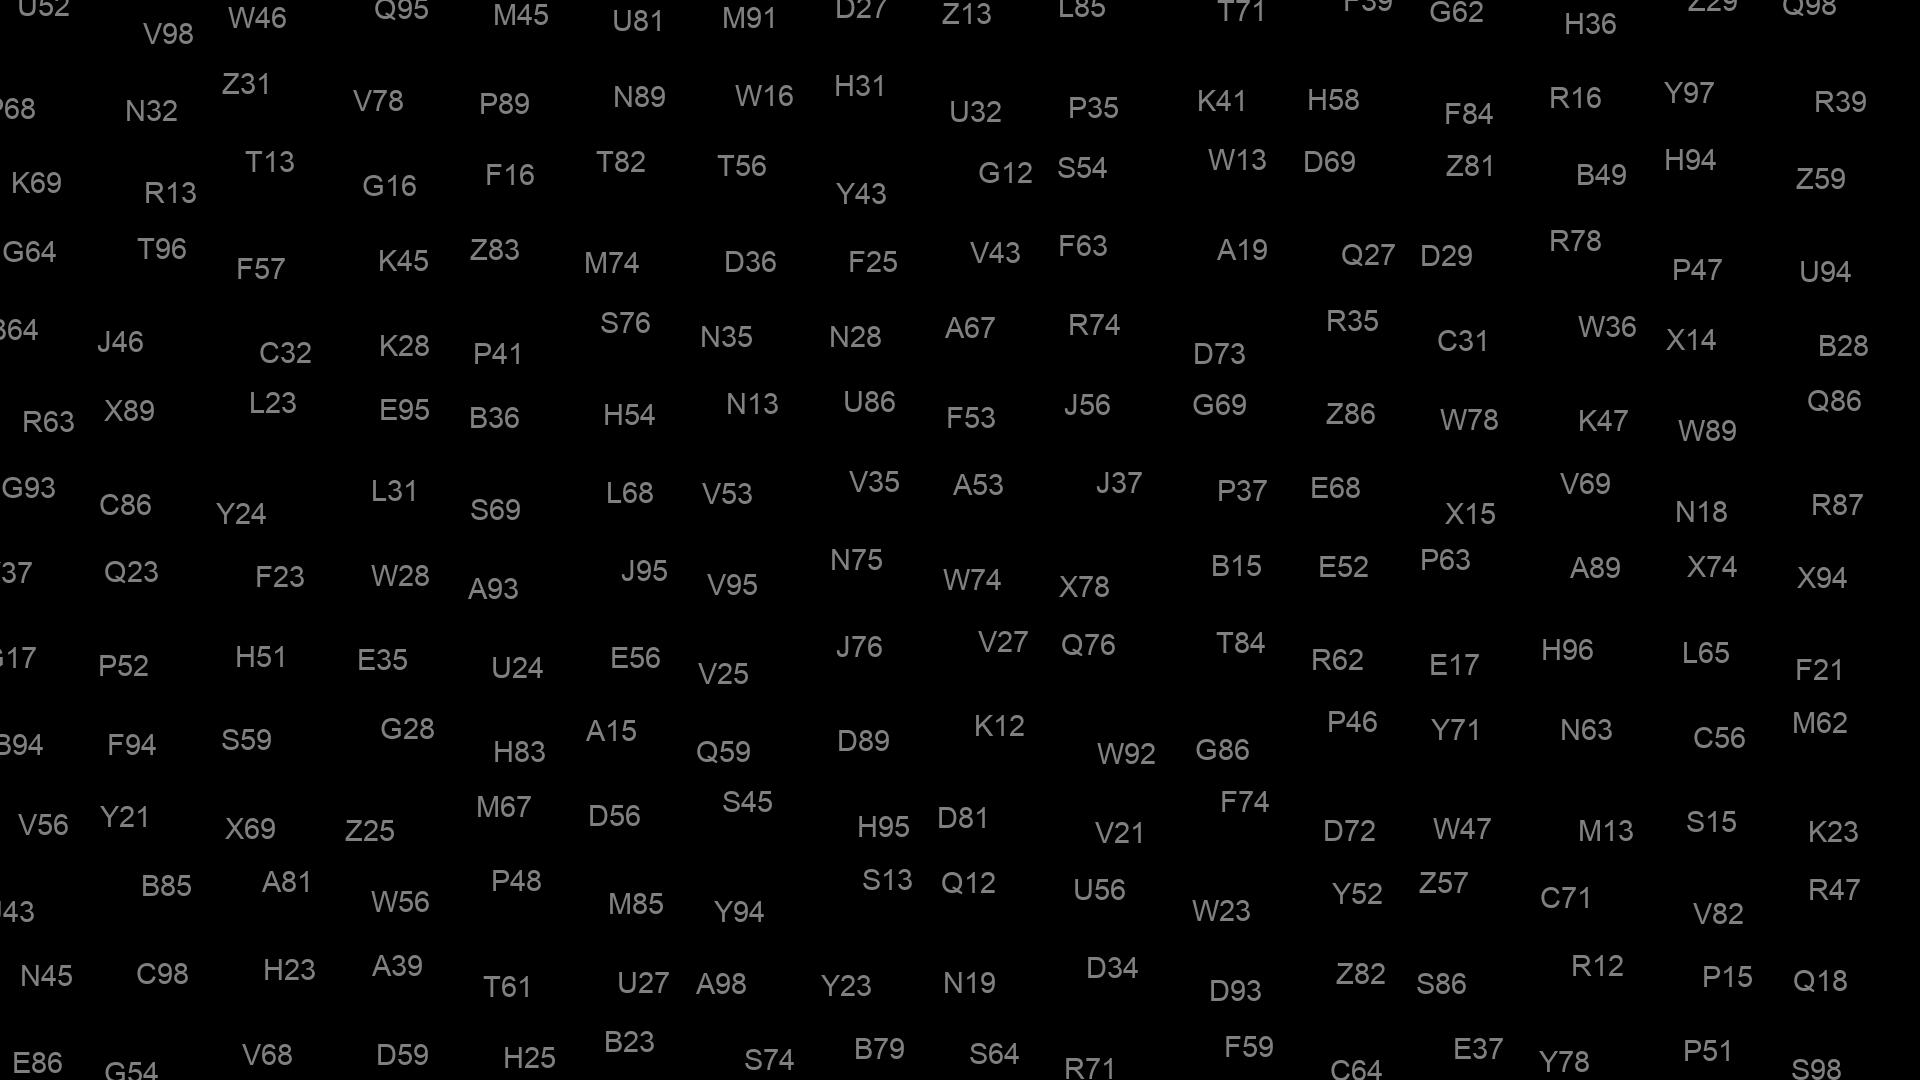 U52 V98 W46 Q95 M45 U81 M91 D27 Z13 L85 T71 G62 H36 Z29 Q98
N32 Z31 V78 P89 N89 W16 H31 U32 P35 K41 H58 F84 R16 Y97 R39
K69 R13 T13 G16 F16 T82 T56 Y43 G12 S54 W13 D69 Z81 B49 H94 Z59
G64 T96 F57 K45 Z83 M74 D36 F25 V43 F63 A19 Q27 D29 R78 P47 U94
J46 C32 K28 P41 S76 N35 N28 A67 R74 D73 R35 C31 W36 X14 B28
R63 X89 L23 E95 B36 H54 N13 U86 F53 J56 G69 Z86 W78 K47 W89 Q86
G93 C86 Y24 L31 S69 L68 V53 V35 A53 J37 P37 E68 X15 V69 N18 R87
Q23 F23 W28 A93 J95 V95 N75 W74 X78 B15 E52 P63 A89 X74 X94
P52 H51 E35 U24 E56 V25 J76 V27 Q76 T84 R62 E17 H96 L65 F21
B94 F94 S59 G28 H83 A15 Q59 D89 K12 W92 G86 P46 Y71 N63 C56 M62
V56 Y21 X69 Z25 M67 D56 S45 H95 D81 V21 F74 D72 W47 M13 S15 K23
B85 A81 W56 P48 M85 Y94 S13 Q12 U56 W23 Y52 Z57 C71 V82 R47
N45 C98 H23 A39 T61 U27 A98 Y23 N19 D34 D93 Z82 S86 R12 P15 Q18
E86 G54 V68 D59 H25 B23 S74 B79 S64 R71 F59 C64 E37 Y78 P51 S98